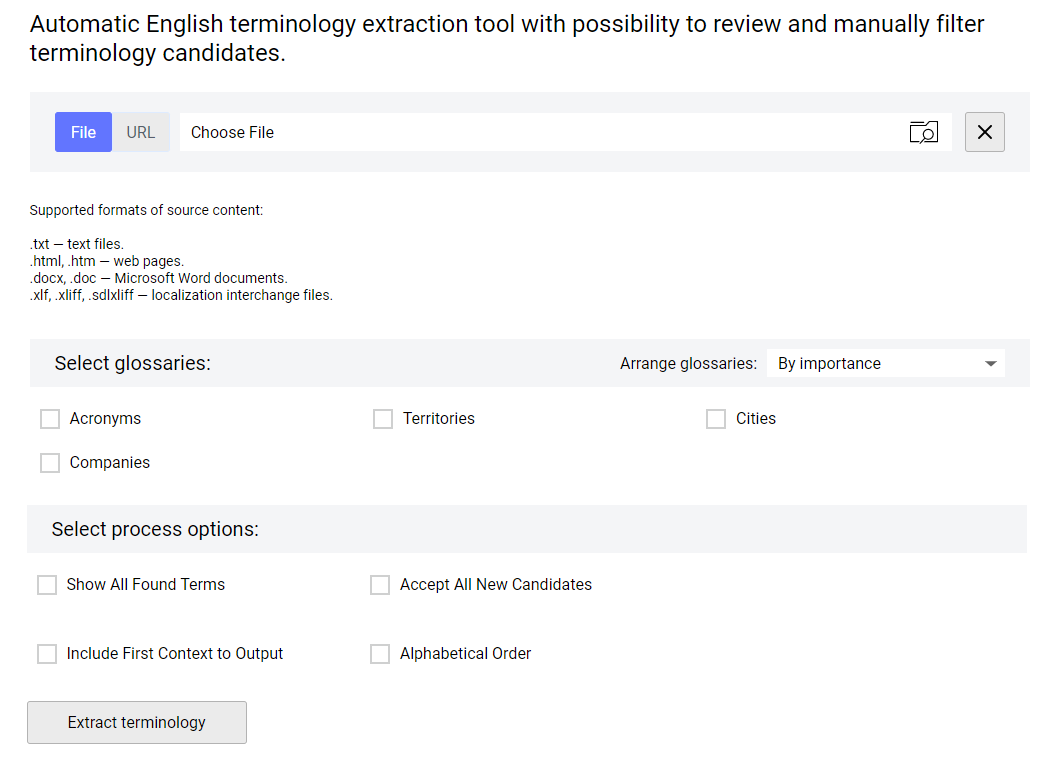 Automatic English terminology extraction tool with possibility to review and manually filter
terminology candidates.
File URL Choose File
Supported formats of source content:
.txt — text files.
.html, .htm — web pages.
.docx, .doc — Microsoft Word documents.
.xlf, .xliff, .sdlxliff — localization interchange files.
Select glossaries: Arrange glossaries: By importance
Acronyms Territories Cities
Companies
Select process options:
Show All Found Terms Accept All New Candidates
Include First Context to Output Alphabetical Order
Extract terminology